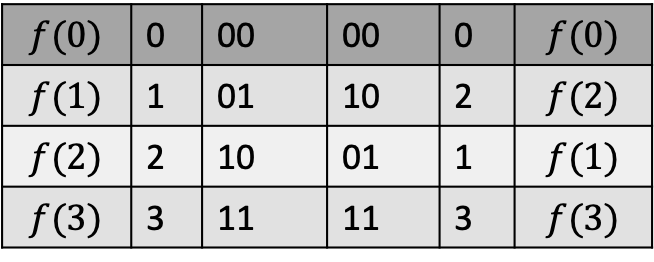 f(0) 0 00 00 0 f(0)
f(1) 1 01 10 2 f(2)
f(2) 2 10 01 1 f(1)
f(3) 3 11 11 3 f(3)